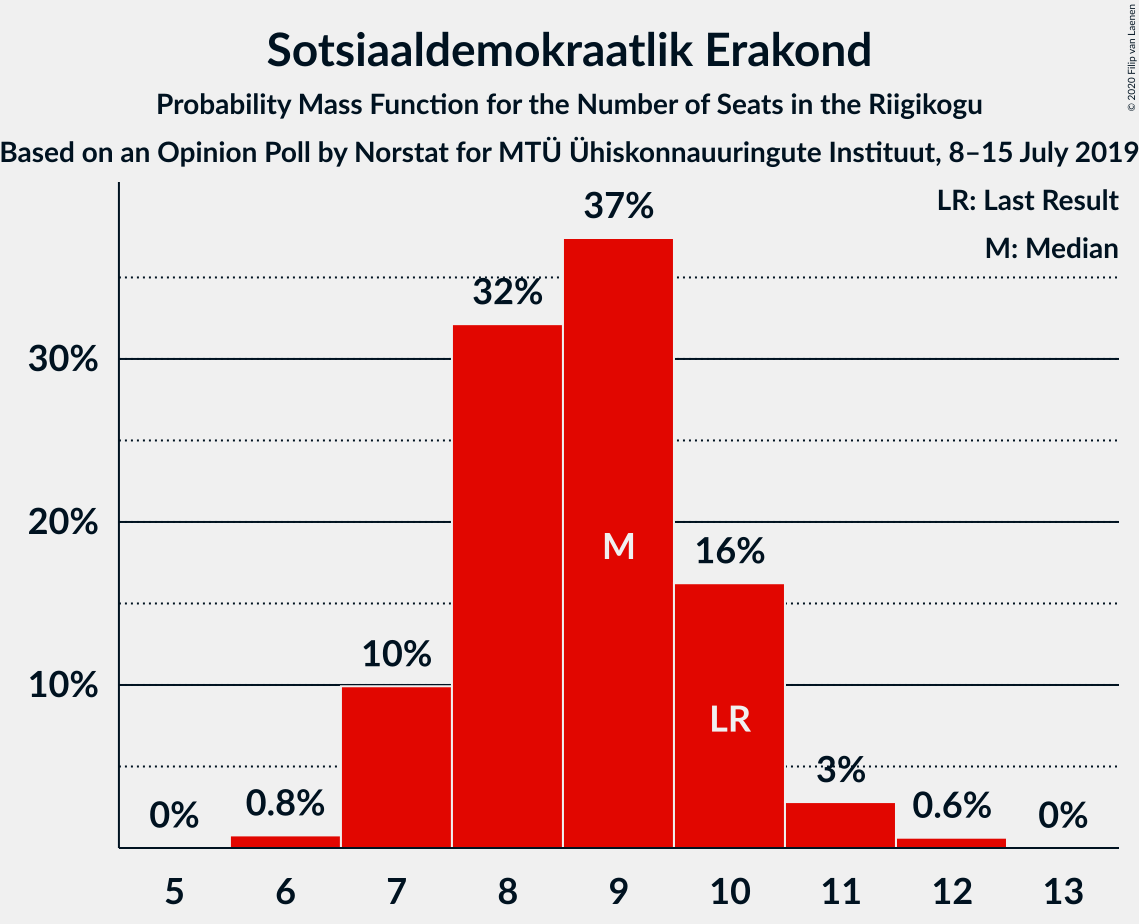 Sotsiaaldemokraatlik Erakond
Probability Mass Function for the Number of Seats in the Riigikogu
Based on an Opinion Poll by Norstat for MTÜ Ühiskonnauuringute Instituut, 8–15 July 2019
© 2020 Filip van Laenen
LR: Last Result
M: Median
37%
32%
30%
20%
M
16%
10%
10%
LR
3%
0%
0.8%
0.6%
0%
5 6 7 8 9 10 11 12 13